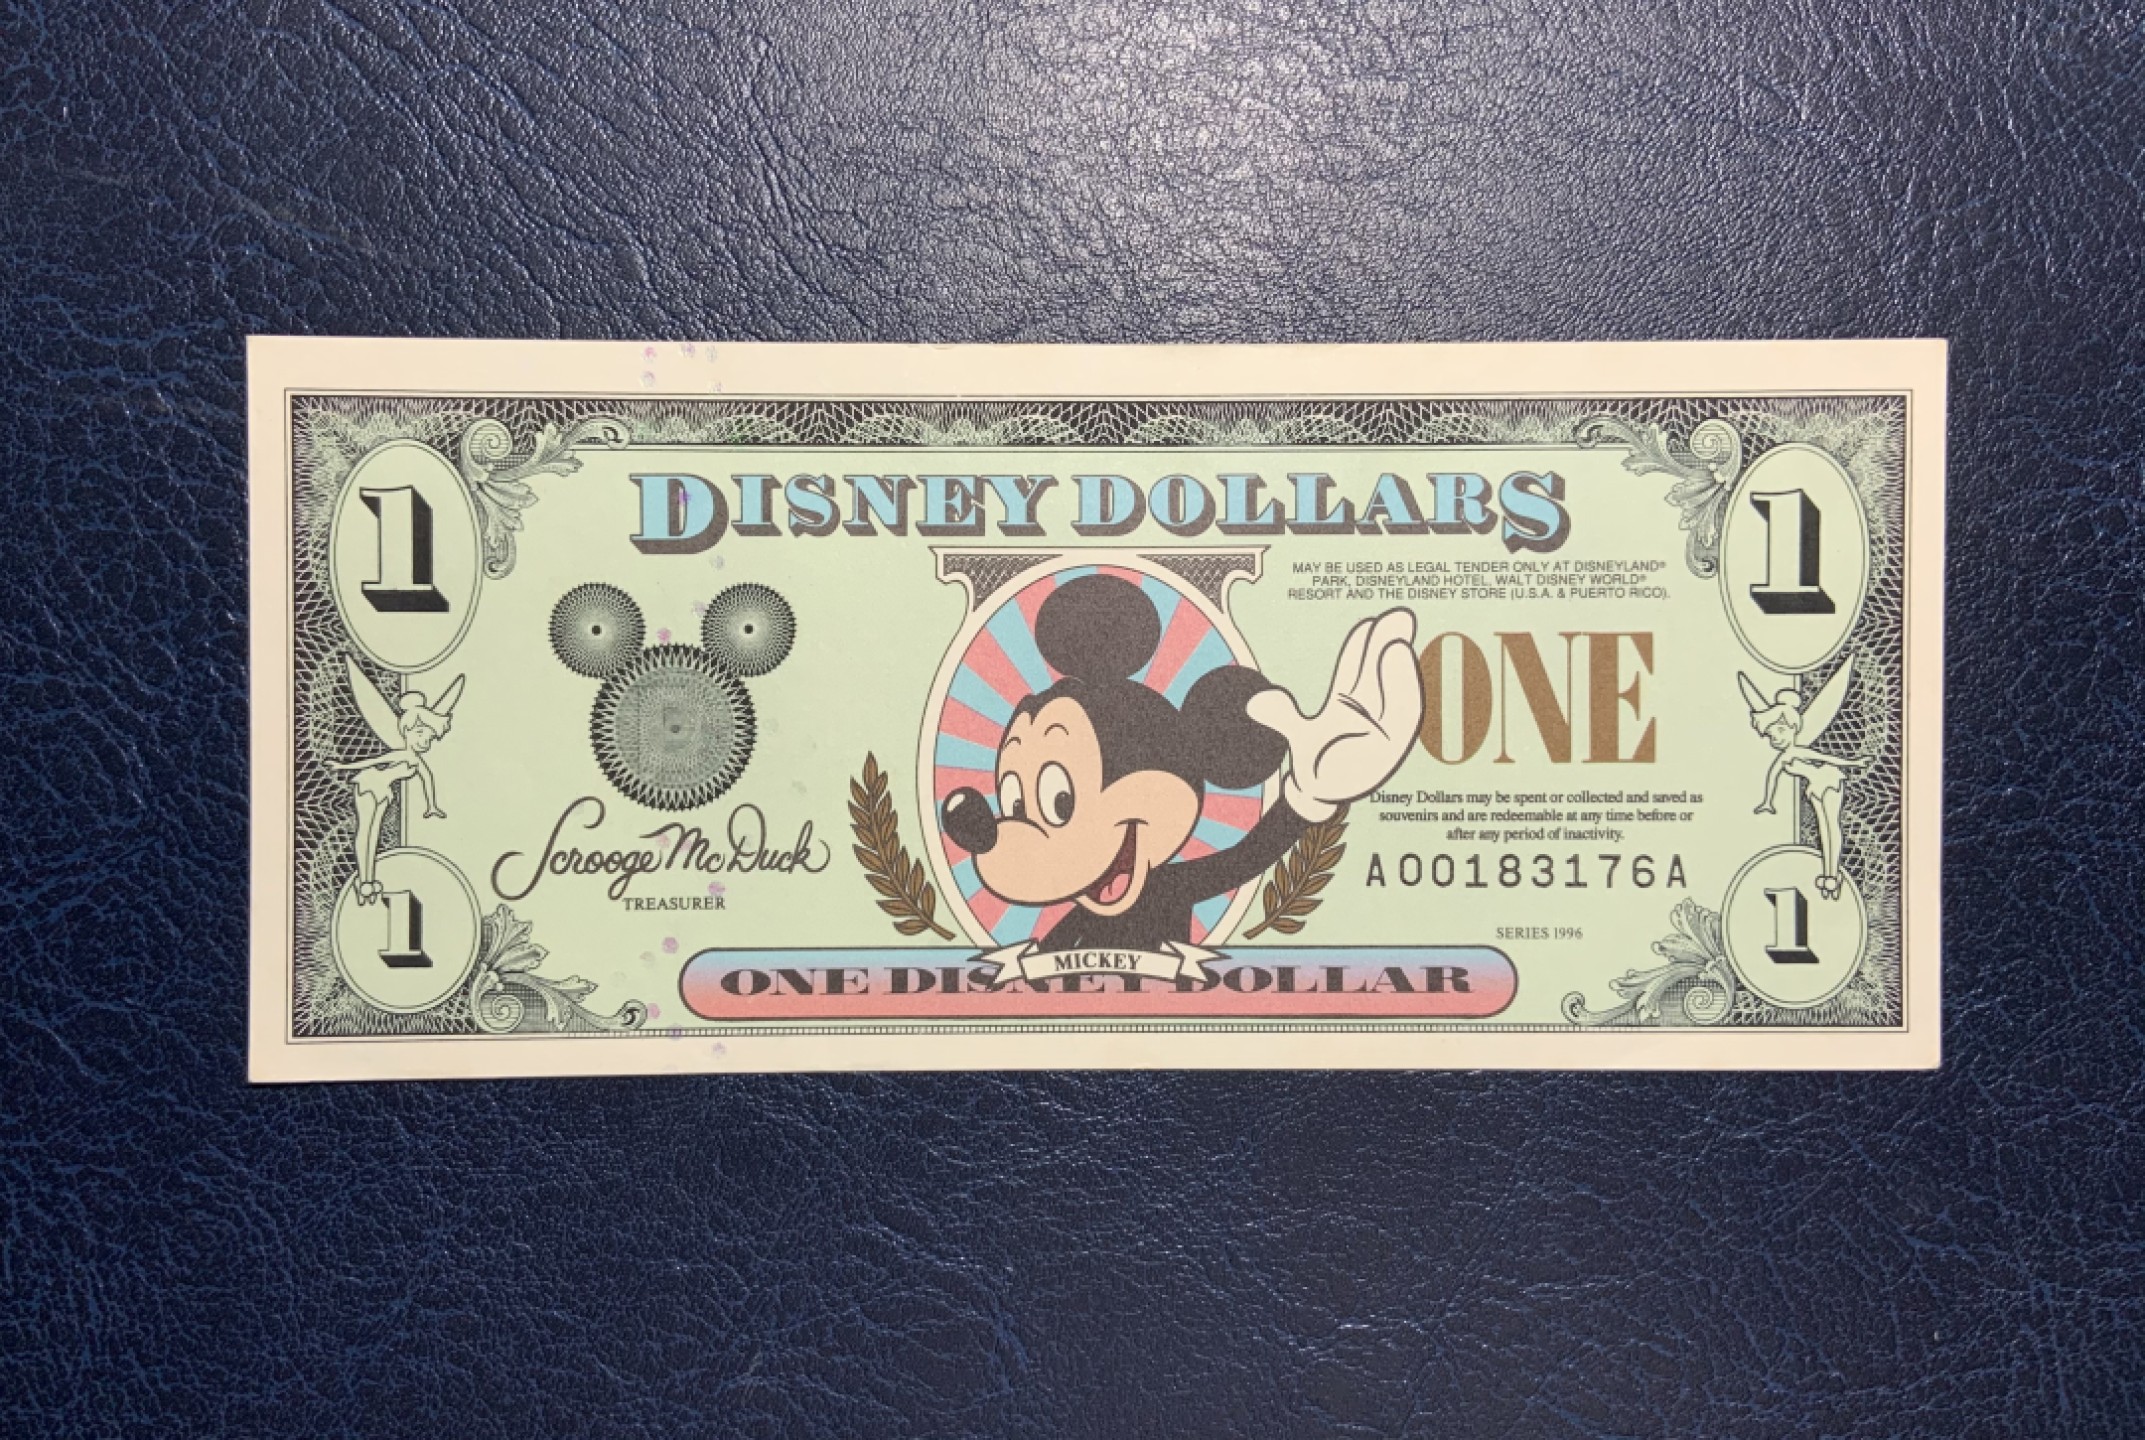 1
1
DISNEY DOLLARS
MAY BE USED AS LEGAL TENDER ONLY AT DISNEYLAND®
PARK, DISNEYLAND HOTEL, WALT DISNEY WORLD®
RESORT AND THE DISNEY STORE (U.S.A. & PUERTO RICO).
ONE
Disney Dollars may be spent or collected and saved as
souvenirs and are redeemable at any time before or
after any period of inactivity.
Scrooge McDuck
TREASURER
A00183176A
SERIES 1996
1
1
MICKEY
ONE DISNEY DOLLAR